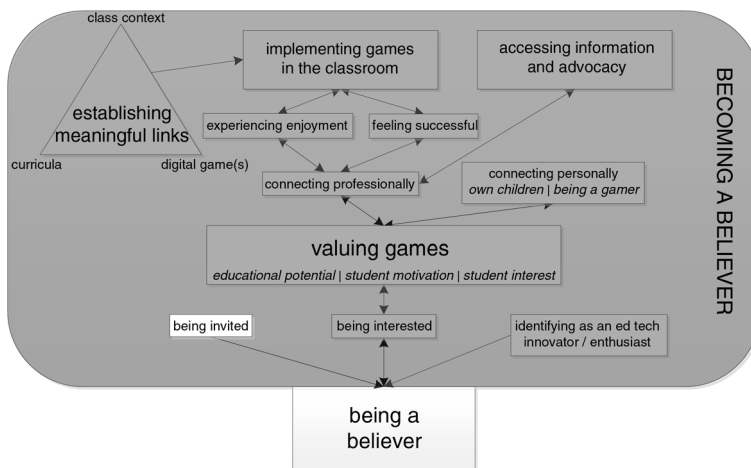 class context
implementing games
in the classroom
accessing information
and advocacy
establishing
meaningful links
curricula
digital game(s)
experiencing enjoyment
feeling successful
connecting professionally
connecting personally
own children | being a gamer
valuing games
educational potential | student motivation | student interest
being invited
being interested
identifying as an ed tech
innovator / enthusiast
being a
believer
BECOMING A BELIEVER